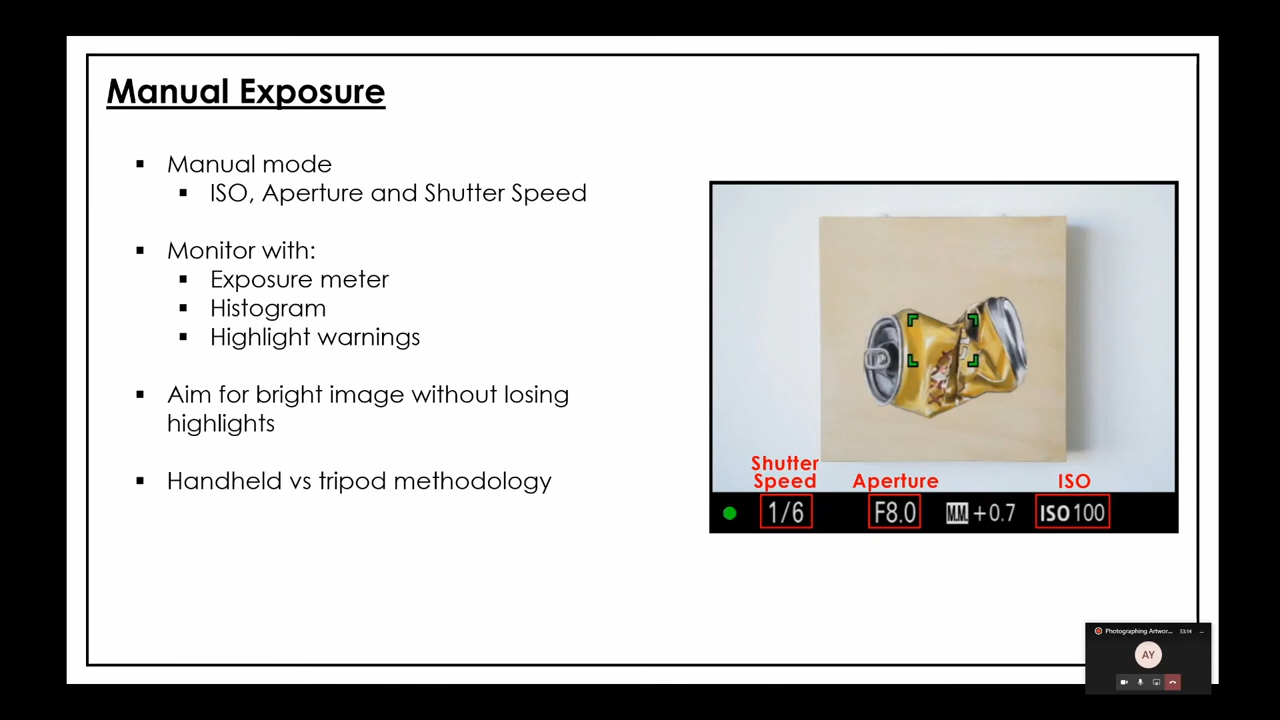 Manual Exposure
▪ Manual mode
▪ ISO, Aperture and Shutter Speed
▪ Monitor with:
▪ Exposure meter
▪ Histogram
▪ Highlight warnings
▪ Aim for bright image without losing
highlights
▪ Handheld vs tripod methodology
Shutter
Speed
Aperture
ISO
1/6
F8.0
M.M. +0.7
ISO 100
Photographing Artwor...
53:14
AY